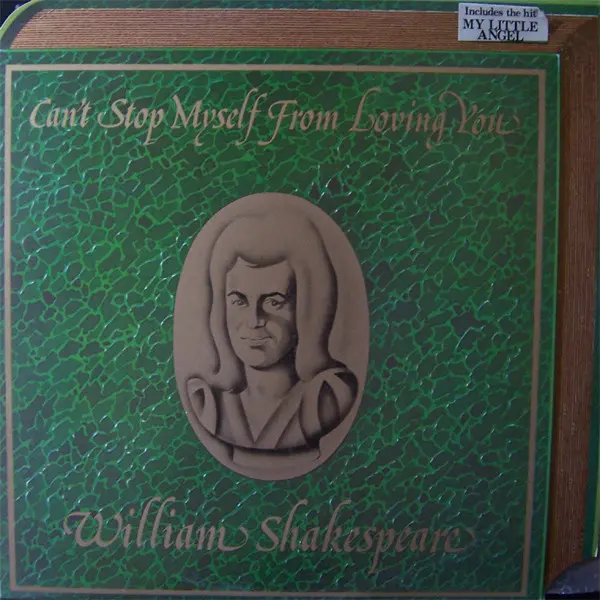 Includes the hit
MY LITTLE
ANGEL
Can't Stop Myself From Loving You
William Shakespeare